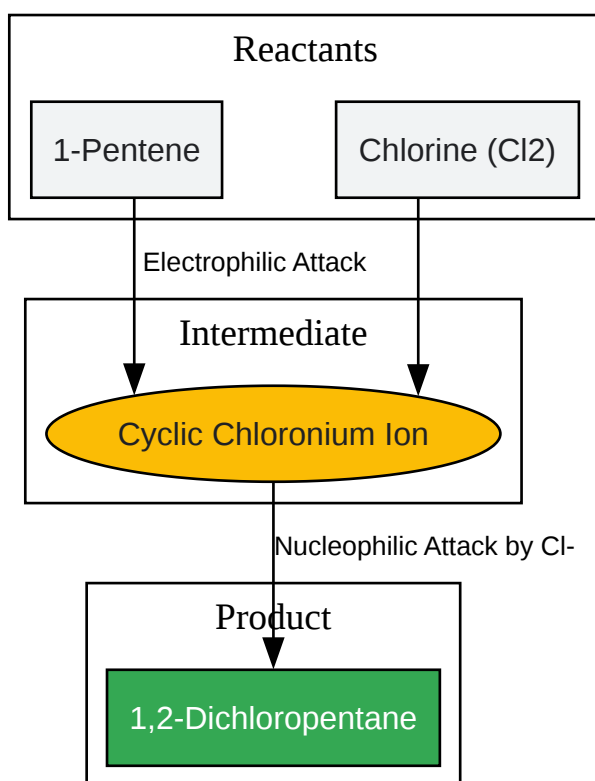 Reactants
1-Pentene
Chlorine (Cl2)
Electrophilic Attack
Intermediate
Cyclic Chloronium Ion
Nucleophilic Attack by Cl-
Product
1,2-Dichloropentane